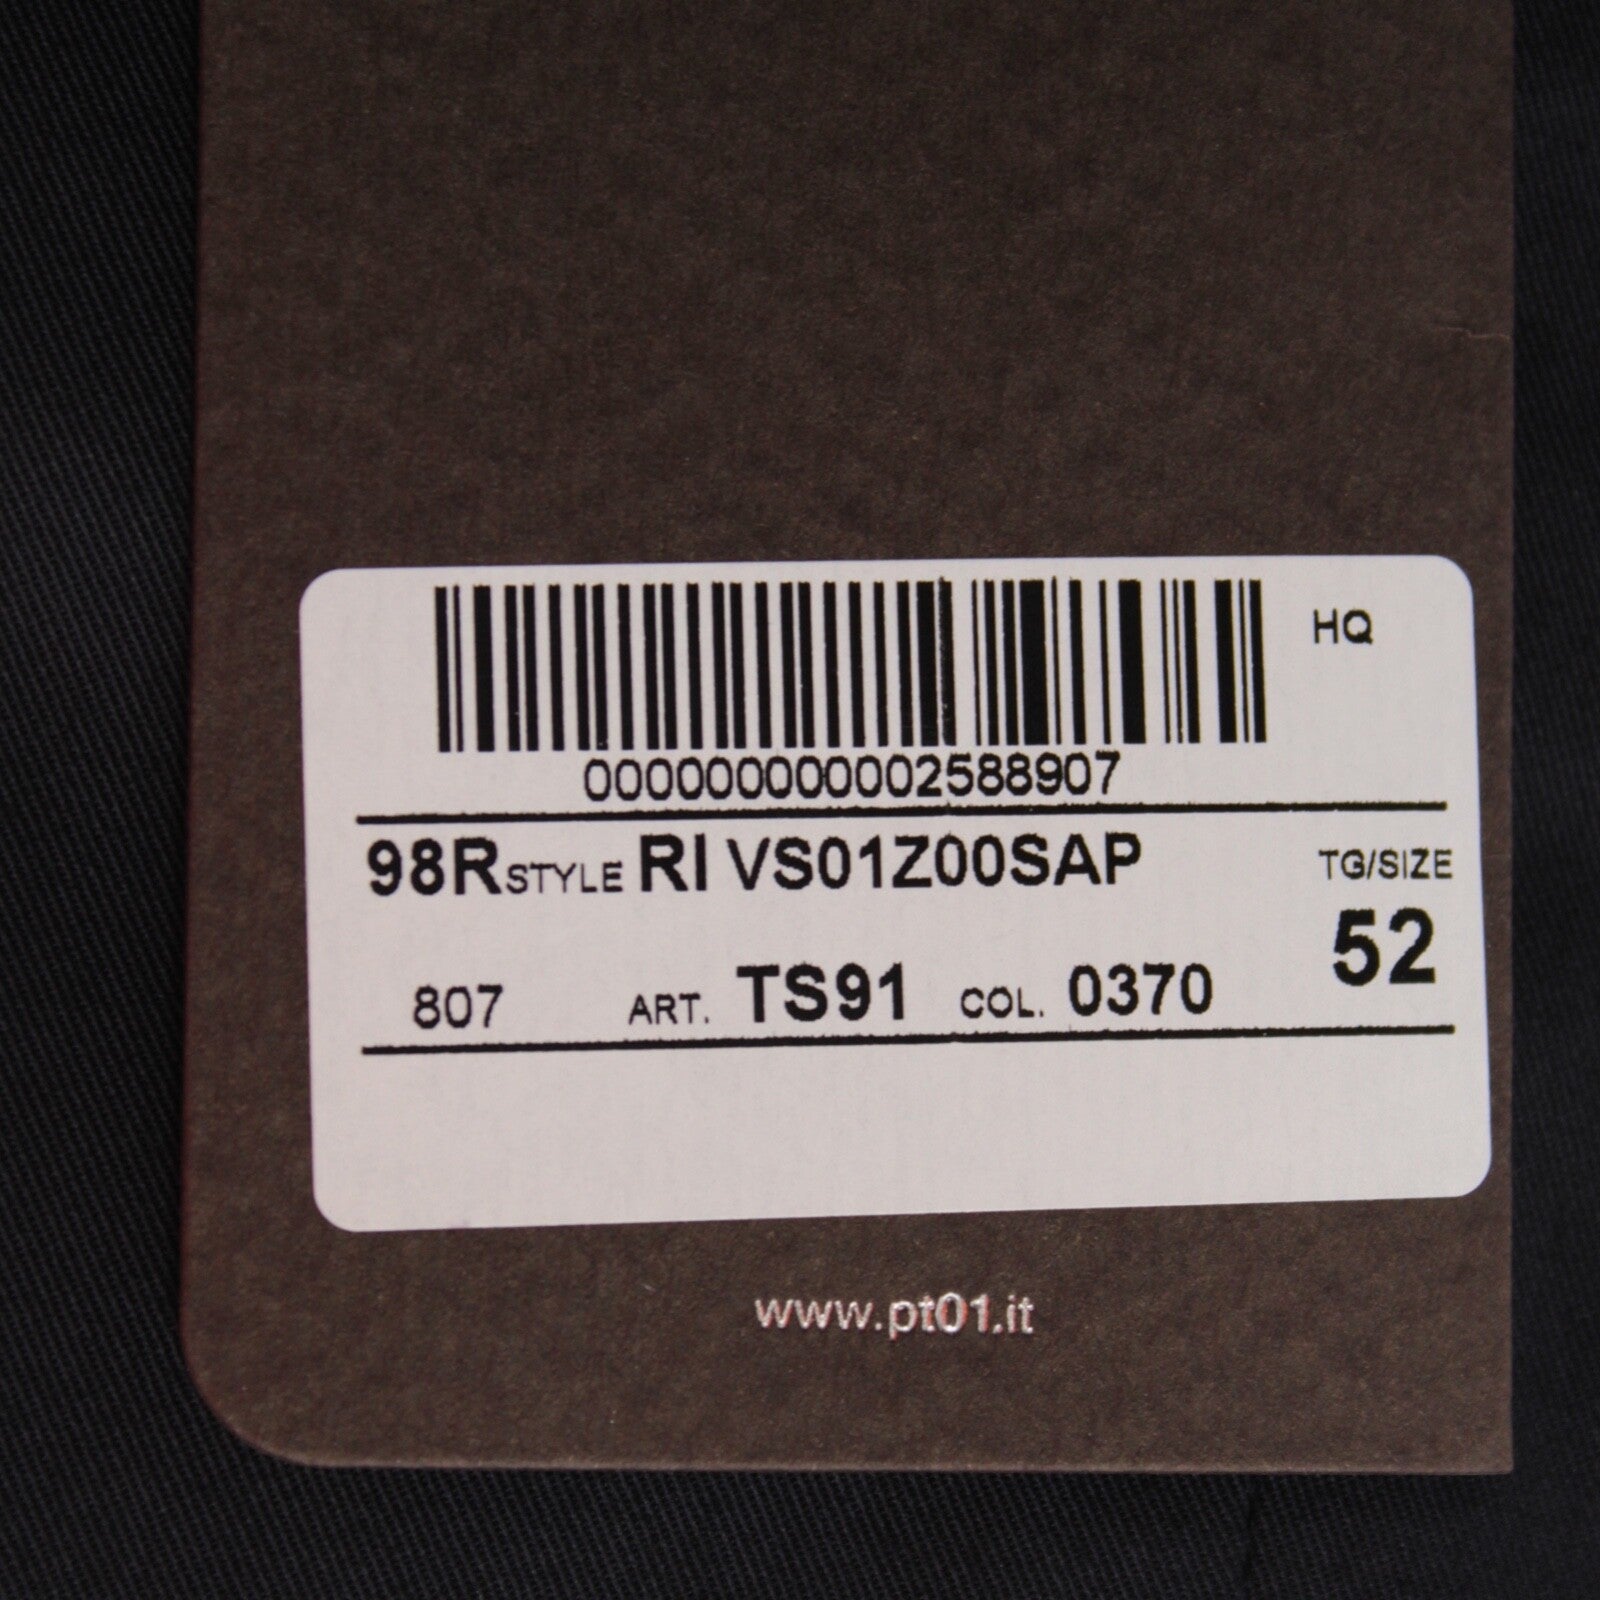 HQ
000000000002588907
98R STYLE RI VS01Z00SAP TG/SIZE
52
807 ART. TS91 COL. 0370
www.pt01.it